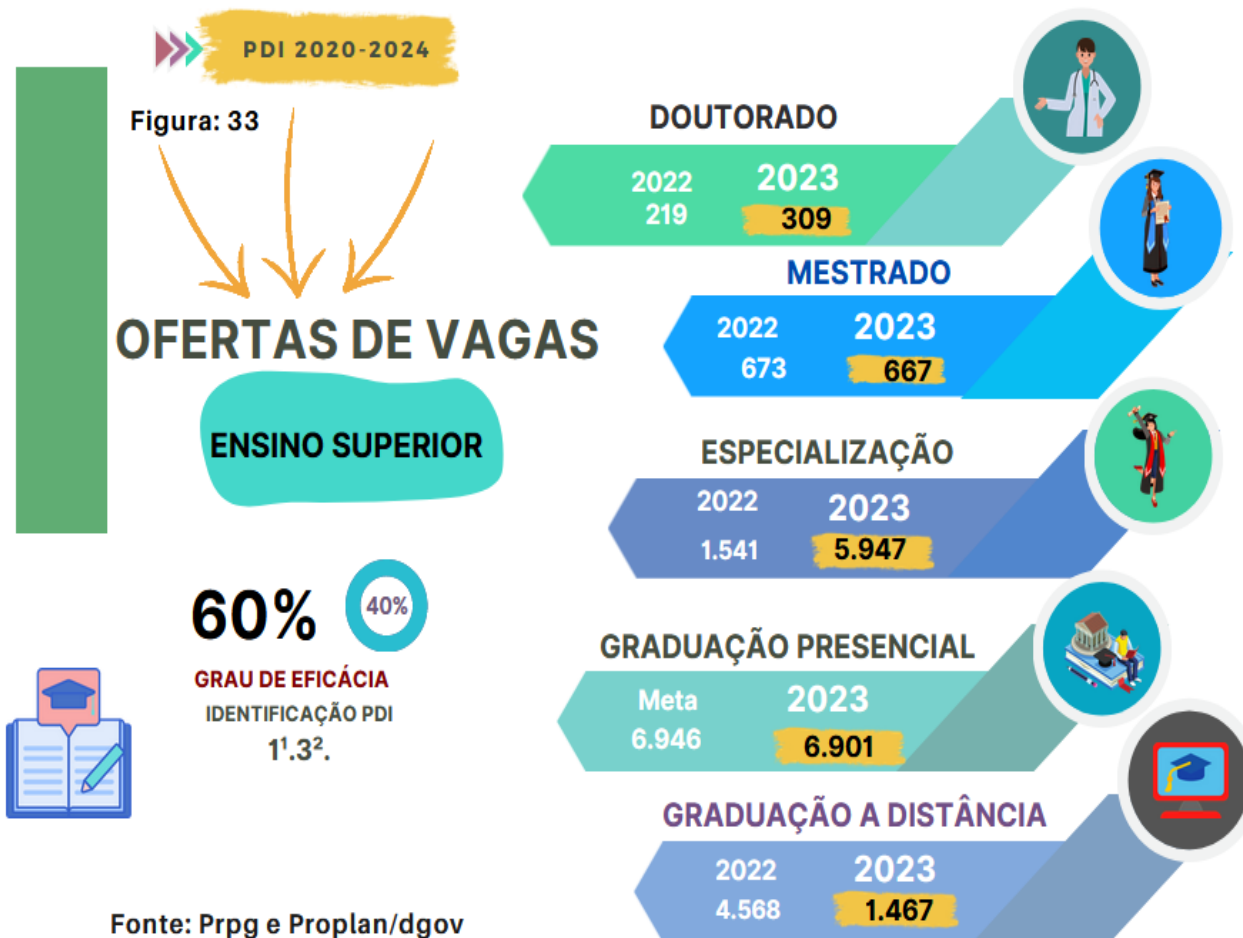 PDI 2020-2024
Figura: 33
OFERTAS DE VAGAS
ENSINO SUPERIOR
60%
40%
GRAU DE EFICÁCIA
IDENTIFICAÇÃO PDI
1¹.3².
DOUTORADO
2022 2023
219 309
MESTRADO
2022 2023
673 667
ESPECIALIZAÇÃO
2022 2023
1.541 5.947
GRADUAÇÃO PRESENCIAL
Meta 2023
6.946 6.901
GRADUAÇÃO A DISTÂNCIA
2022 2023
4.568 1.467
Fonte: Prpg e Proplan/dgov